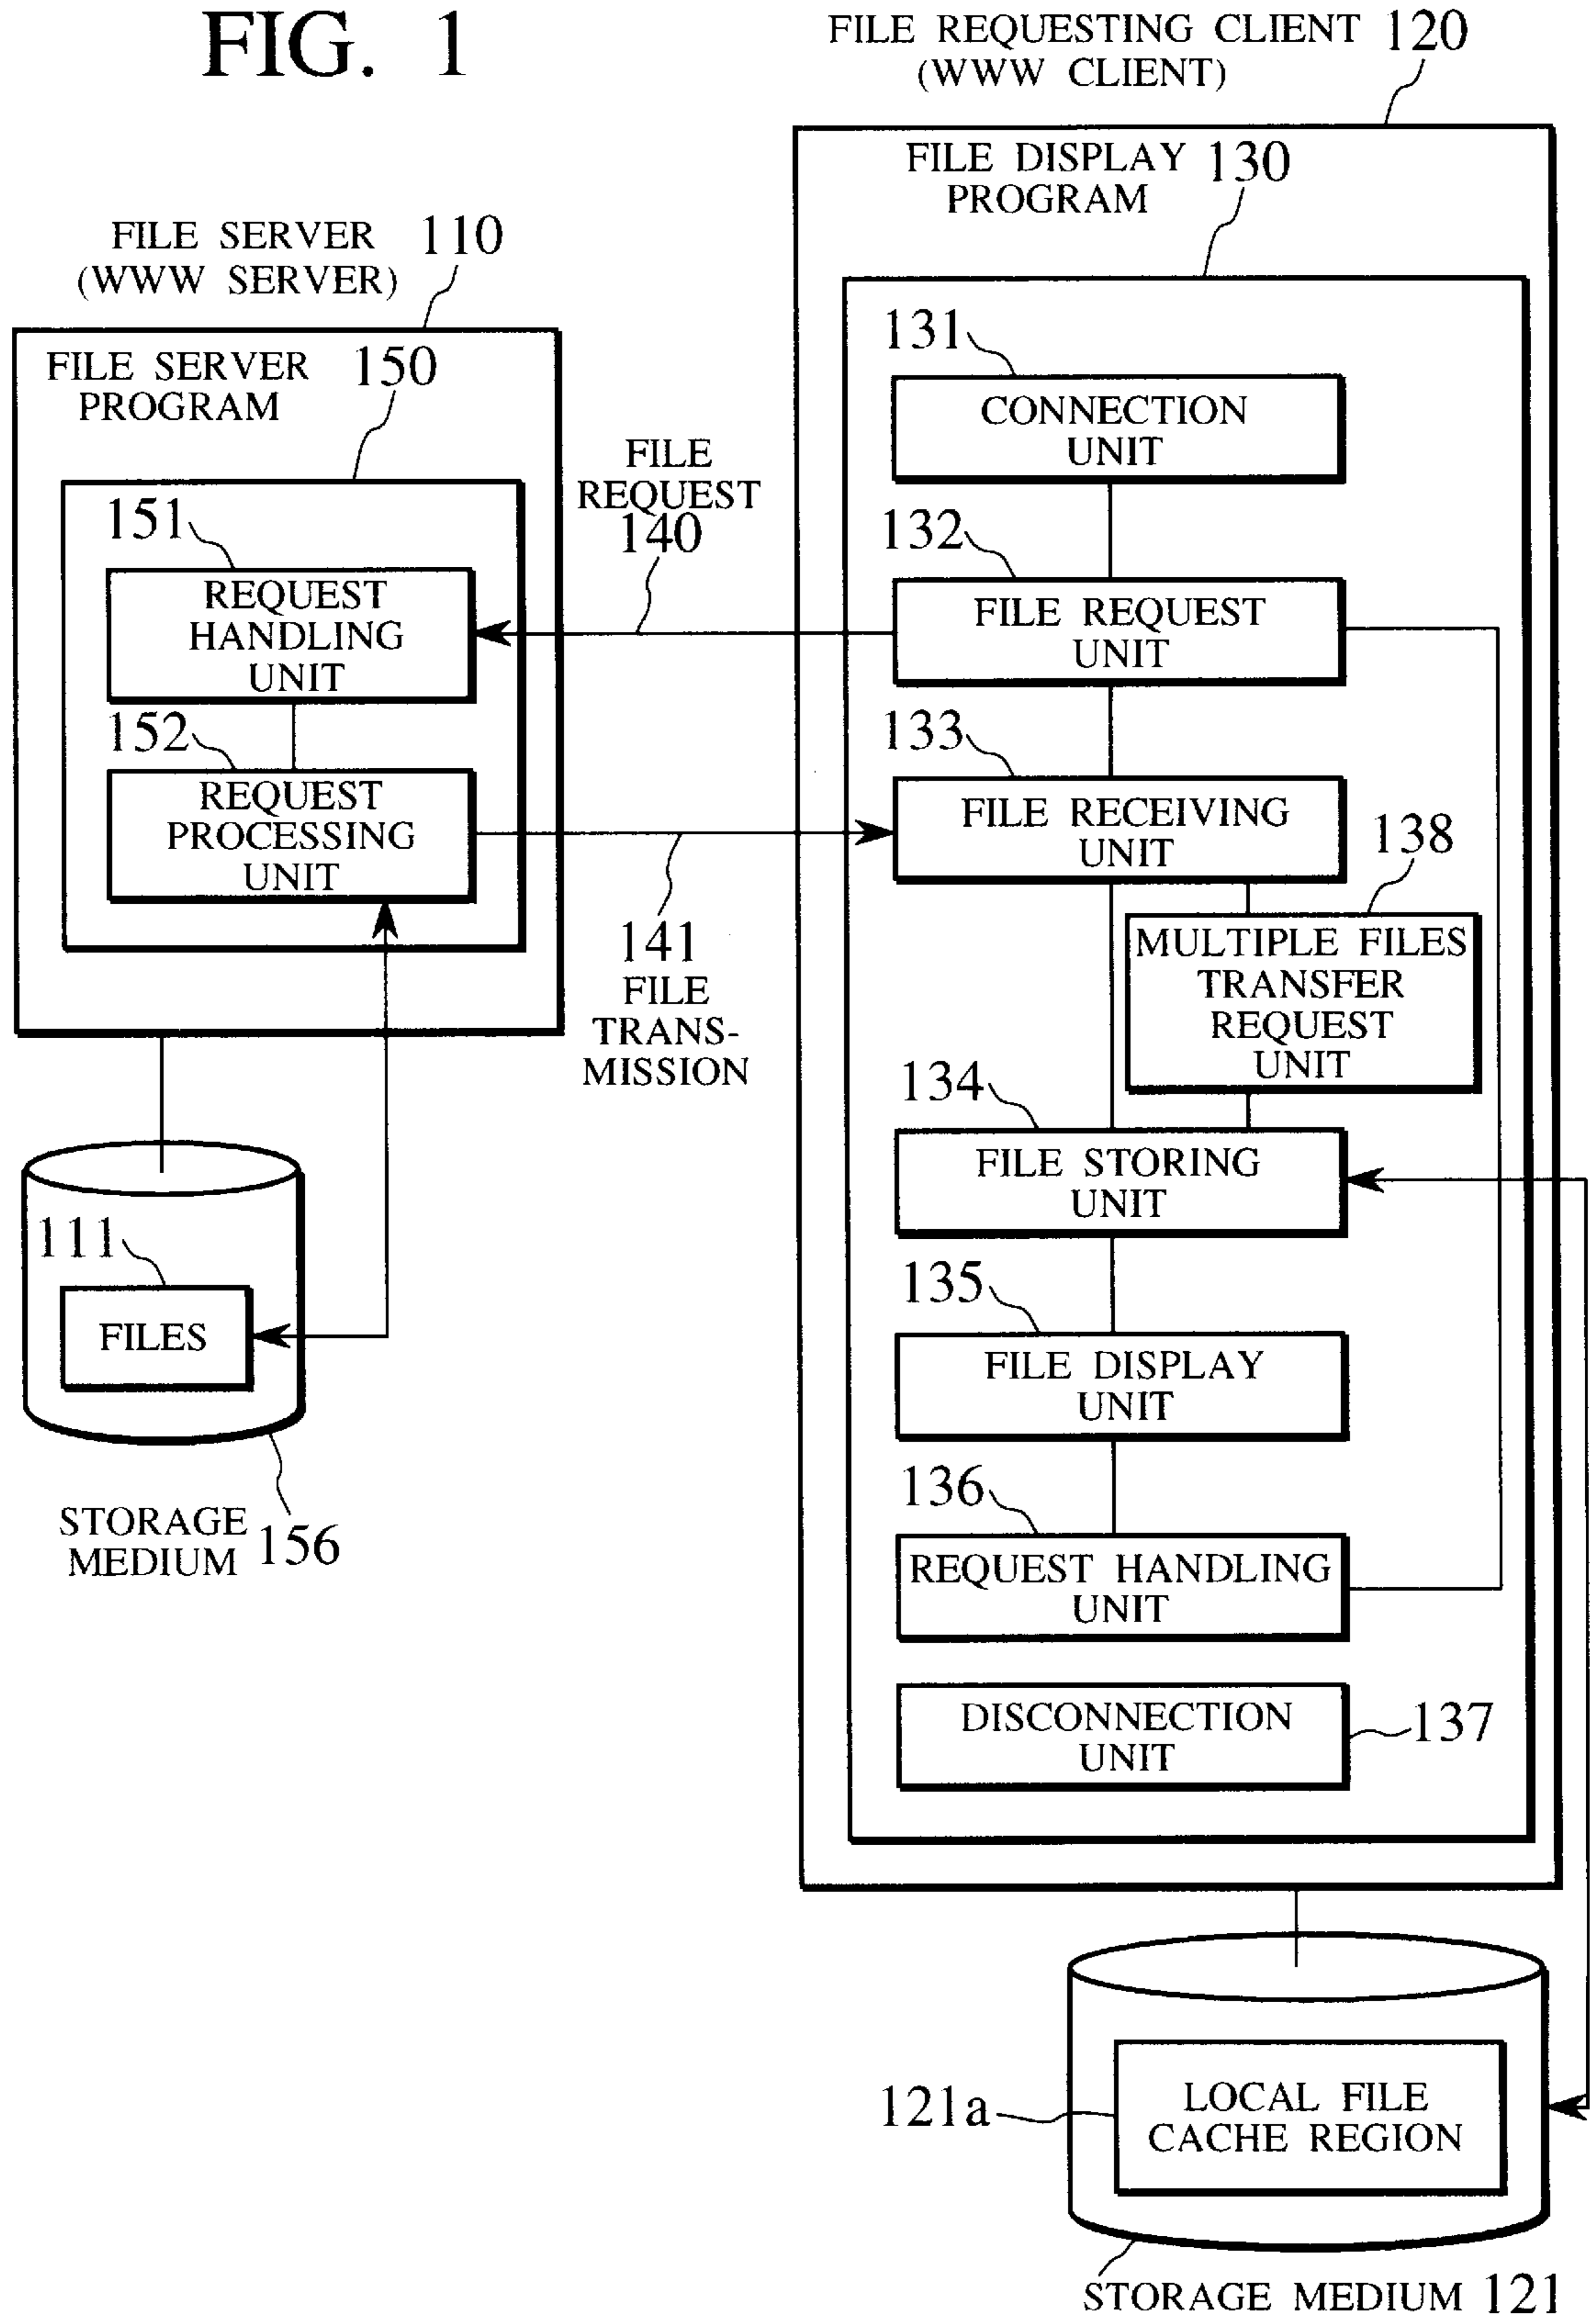 FIG. 1
FILE REQUESTING CLIENT 120
(WWW CLIENT)
FILE DISPLAY 130
PROGRAM
FILE SERVER 110
(WWW SERVER)
FILE SERVER 150
PROGRAM
131
CONNECTION
UNIT
FILE
REQUEST
140
151
REQUEST
HANDLING
UNIT
132
FILE REQUEST
UNIT
152
REQUEST
PROCESSING
UNIT
133
FILE RECEIVING
UNIT
138
MULTIPLE FILES
TRANSFER
REQUEST
UNIT
141
FILE
TRANS-
MISSION
134
FILE STORING
UNIT
111
FILES
135
FILE DISPLAY
UNIT
STORAGE
MEDIUM 156
136
REQUEST HANDLING
UNIT
DISCONNECTION
UNIT
137
121a
LOCAL FILE
CACHE REGION
STORAGE MEDIUM 121